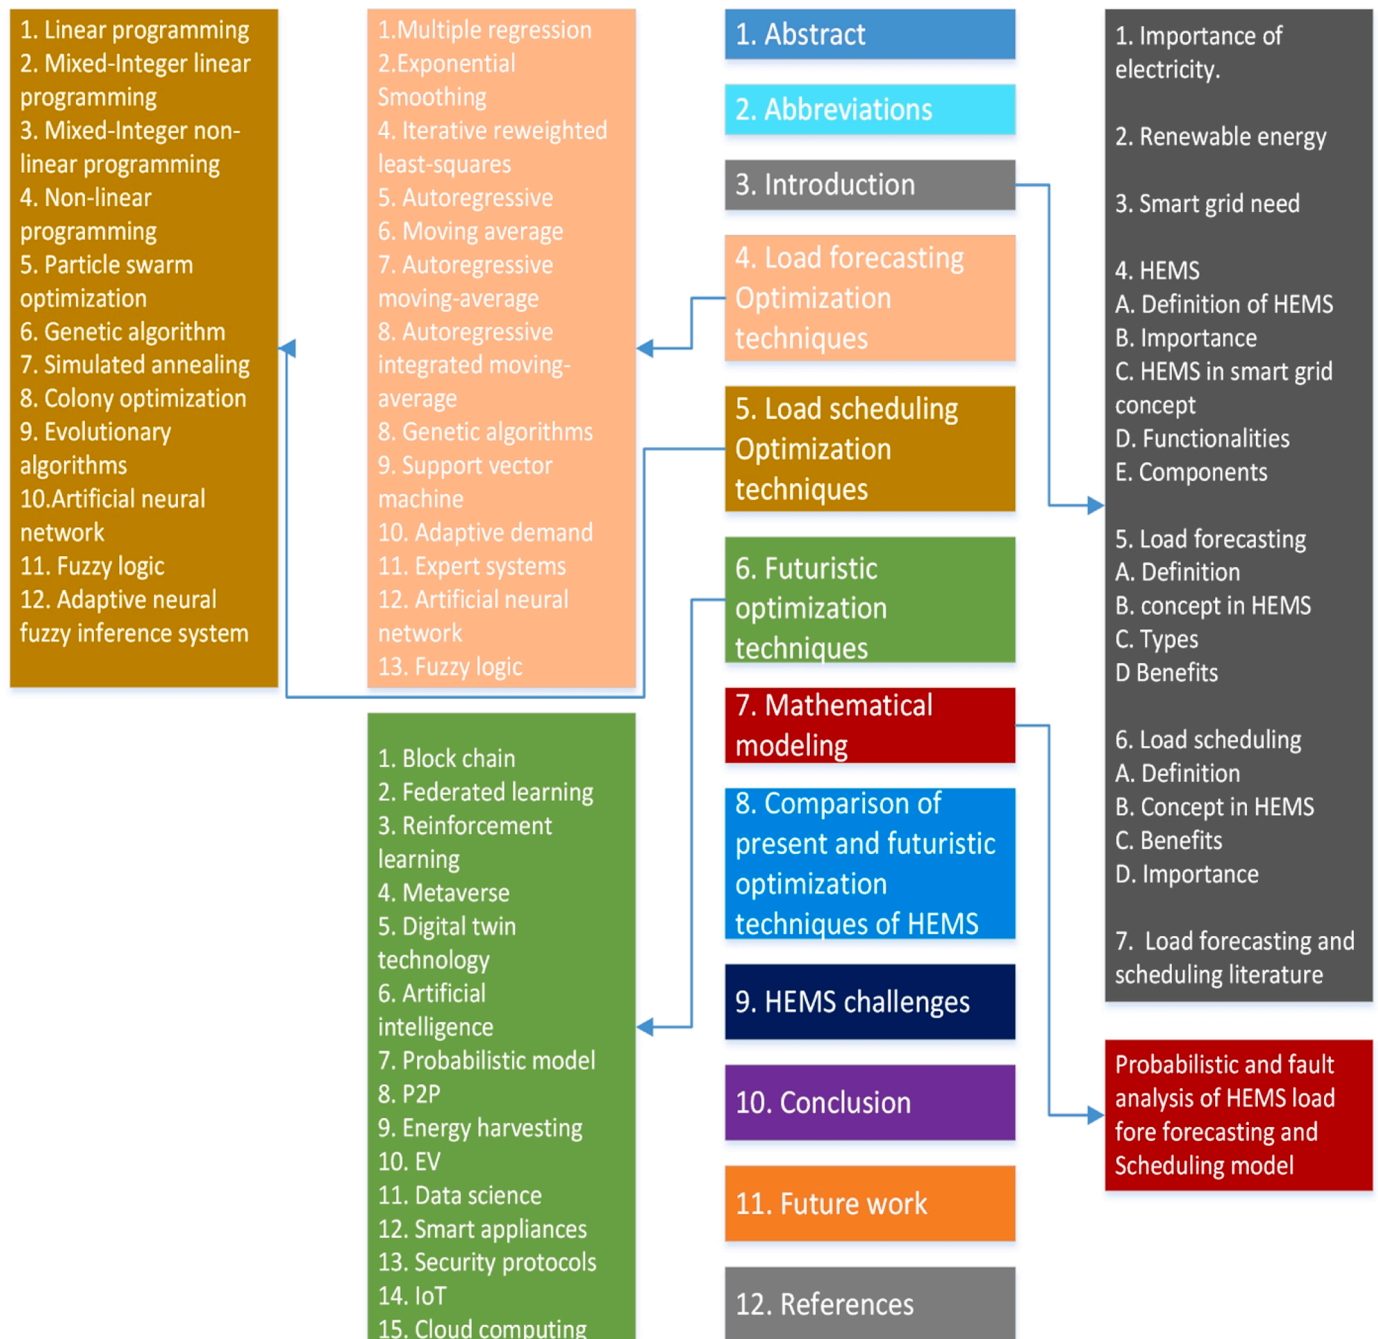 1. Linear programming
2. Mixed-Integer linear
programming
3. Mixed-Integer non-
linear programming
4. Non-linear
programming
5. Particle swarm
optimization
6. Genetic algorithm
7. Simulated annealing
8. Colony optimization
9. Evolutionary
algorithms
10.Artificial neural
network
11. Fuzzy logic
12. Adaptive neural
fuzzy inference system
1.Multiple regression
2.Exponential
Smoothing
4. Iterative reweighted
least-squares
5. Autoregressive
6. Moving average
7. Autoregressive
moving-average
8. Autoregressive
integrated moving-
average
8. Genetic algorithms
9. Support vector
machine
10. Adaptive demand
11. Expert systems
12. Artificial neural
network
13. Fuzzy logic
1. Block chain
2. Federated learning
3. Reinforcement
learning
4. Metaverse
5. Digital twin
technology
6. Artificial
intelligence
7. Probabilistic model
8. P2P
9. Energy harvesting
10. EV
11. Data science
12. Smart appliances
13. Security protocols
14. IoT
15. Cloud computing
1. Abstract
2. Abbreviations
3. Introduction
4. Load forecasting
Optimization
techniques
5. Load scheduling
Optimization
techniques
6. Futuristic
optimization
techniques
7. Mathematical
modeling
8. Comparison of
present and futuristic
optimization
techniques of HEMS
9. HEMS challenges
10. Conclusion
11. Future work
12. References
1. Importance of
electricity.
2. Renewable energy
3. Smart grid need
4. HEMS
A. Definition of HEMS
B. Importance
C. HEMS in smart grid
concept
D. Functionalities
E. Components
5. Load forecasting
A. Definition
B. concept in HEMS
C. Types
D Benefits
6. Load scheduling
A. Definition
B. Concept in HEMS
C. Benefits
D. Importance
7. Load forecasting and
scheduling literature
Probabilistic and fault
analysis of HEMS load
fore forecasting and
Scheduling model